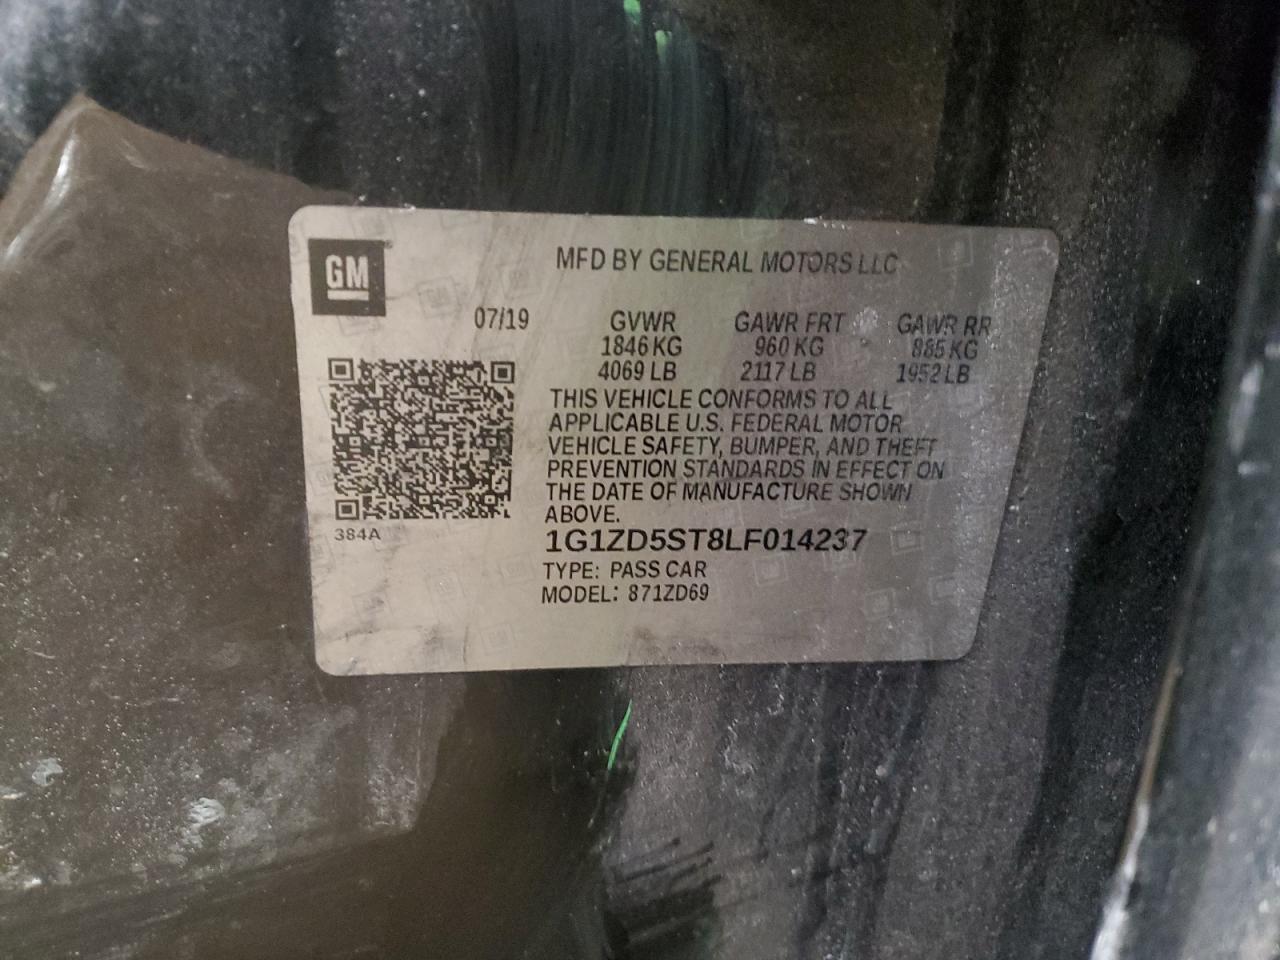 GM
MFD BY GENERAL MOTORS LLC
07/19 GVWR GAWR FRT GAWR RR
1846 KG 960 KG 885 KG
4069 LB 2117 LB 1952 LB
THIS VEHICLE CONFORMS TO ALL
APPLICABLE U.S. FEDERAL MOTOR
VEHICLE SAFETY, BUMPER, AND THEFT
PREVENTION STANDARDS IN EFFECT ON
THE DATE OF MANUFACTURE SHOWN
ABOVE.
384A
1G1ZD5ST8LF014237
TYPE: PASS CAR
MODEL: 871ZD69